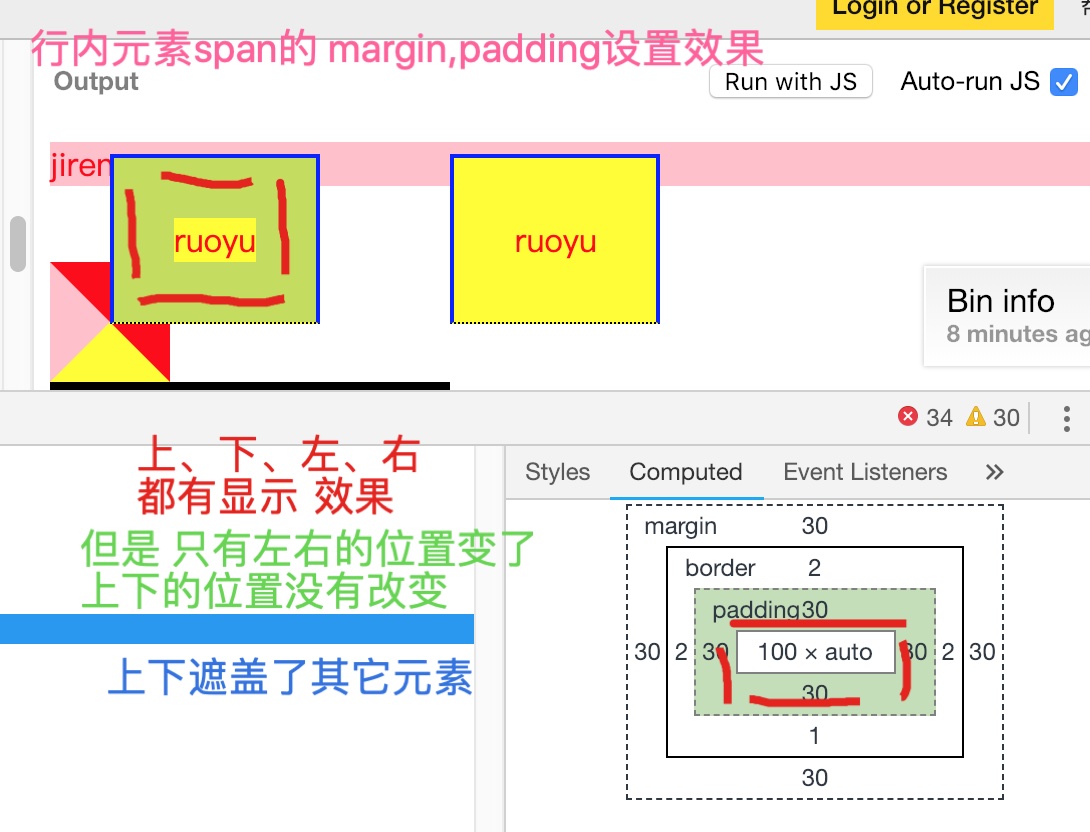 Login or Register
行内元素span的 margin,padding设置效果
Output
Run with JS
Auto-run JS
jiren
ruoyu
ruoyu
Bin info
8 minutes ag
34
30
上、下、左、右
都有显示 效果
但是 只有左右的位置变了
上下的位置没有改变
上下遮盖了其它元素
Styles
Computed
Event Listeners
margin
30
border
2
padding30
30 2 30 100 × auto 30 2 30
30
1
30